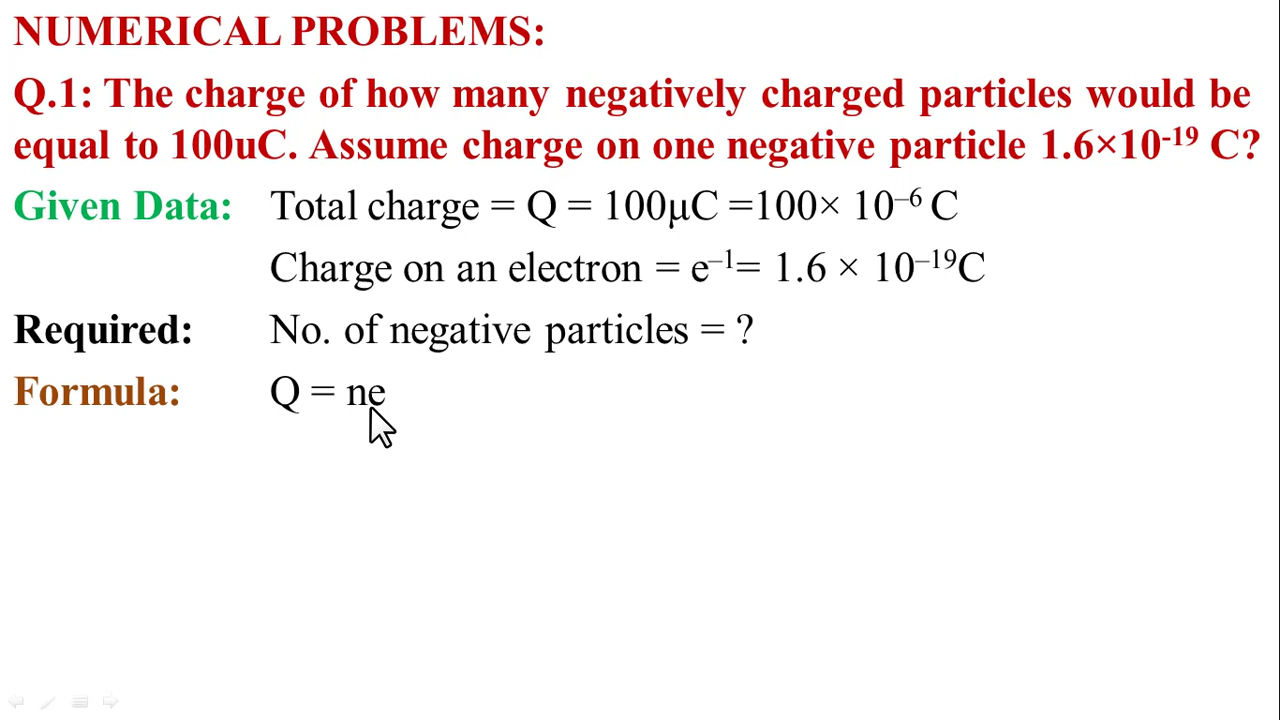 NUMERICAL PROBLEMS:
Q.1: The charge of how many negatively charged particles would be
equal to 100uC. Assume charge on one negative particle 1.6×10⁻¹⁹ C?
Given Data: Total charge = Q = 100μC =100× 10⁻⁶ C
Charge on an electron = e⁻¹= 1.6 × 10⁻¹⁹C
Required: No. of negative particles = ?
Formula: Q = ne